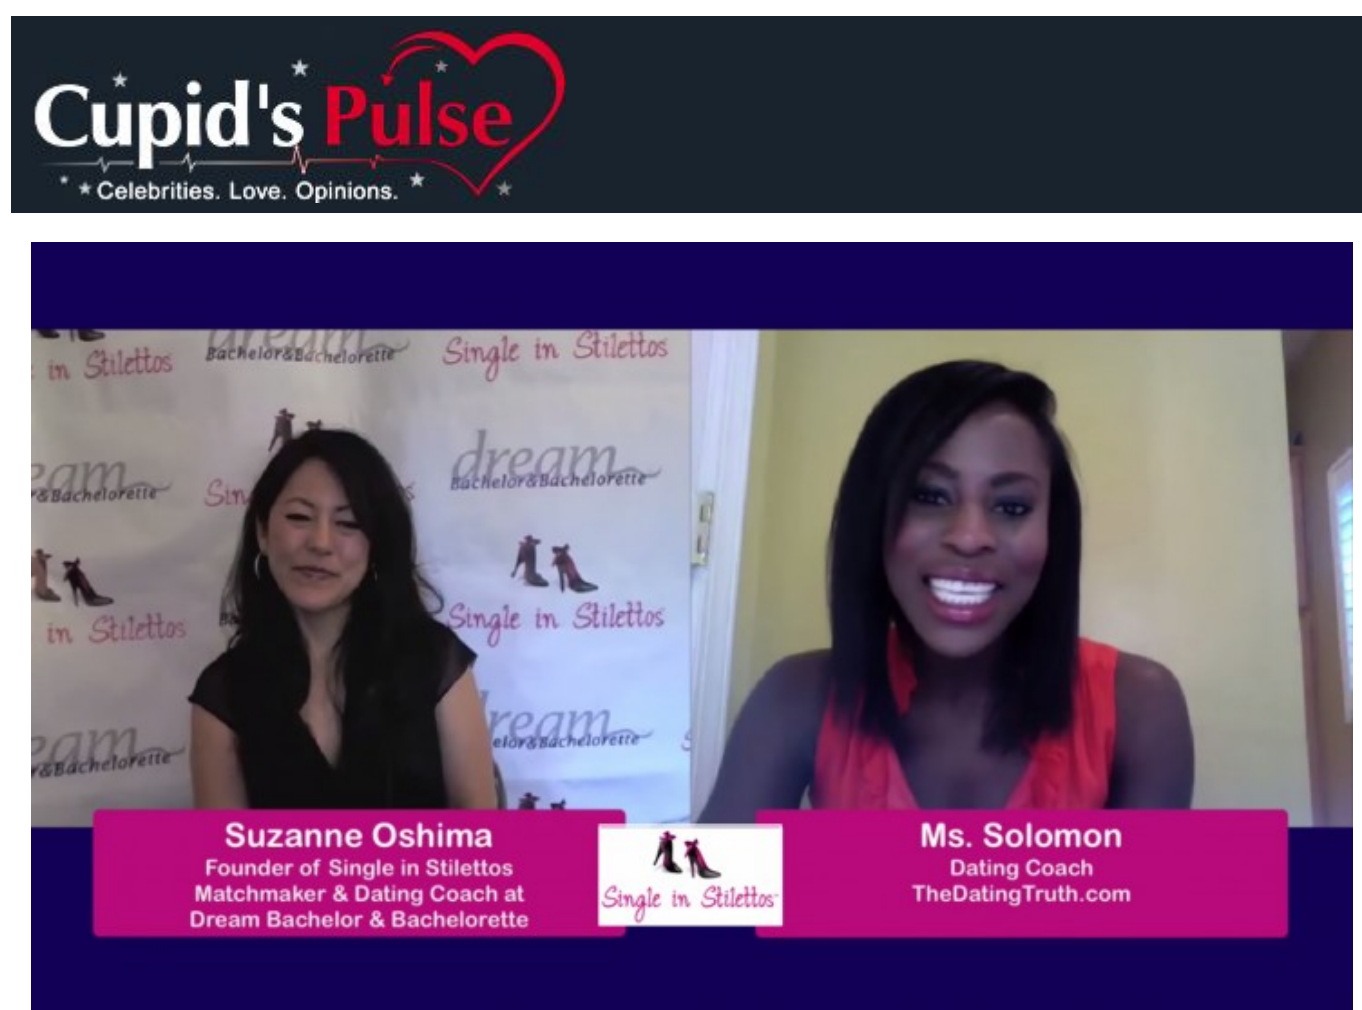 Cupid's Pulse
Celebrities. Love. Opinions.
dream
in Stilettos
Bachelor&Bachelorette
Single in Stilettos
dream
Bachelor&Bachelorette
Single in Stilettos
in Stilettos
Suzanne Oshima
Founder of Single in Stilettos
Matchmaker & Dating Coach at
Dream Bachelor & Bachelorette
Single in Stilettos
Ms. Solomon
Dating Coach
TheDatingTruth.com